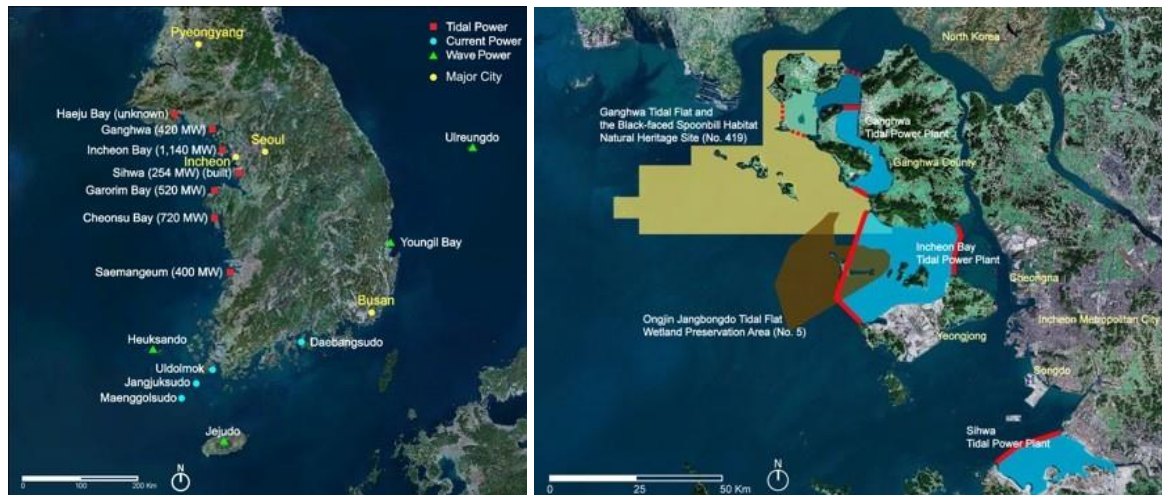 Pyeongyang
Tidal Power
Current Power
Wave Power
Major City
Haeju Bay (unknown)
Ganghwa (420 MW)
Incheon Bay (1,140 MW)
Incheon
Seoul
Sihwa (254 MW) (built)
Garorim Bay (520 MW)
Cheonsu Bay (720 MW)
Ulreungdo
Youngil Bay
Saemangeum (400 MW)
Busan
Heuksando
Daebangsudo
Uldolmok
Jangjuksudo
Maenggolsudo
Jejudo
N
0 100 200 Km
North Korea
Ganghwa Tidal Flat and
the Black-faced Spoonbill Habitat
Natural Heritage Site (No. 419)
Ganghwa
Tidal Power Plant
Ganghwa County
Incheon Bay
Tidal Power Plant
Cheongna
Ongjin Jangbongdo Tidal Flat
Wetland Preservation Area (No. 5)
Yeongjong
Incheon Metropolitan City
Songdo
Sihwa
Tidal Power Plant
N
0 25 50 Km